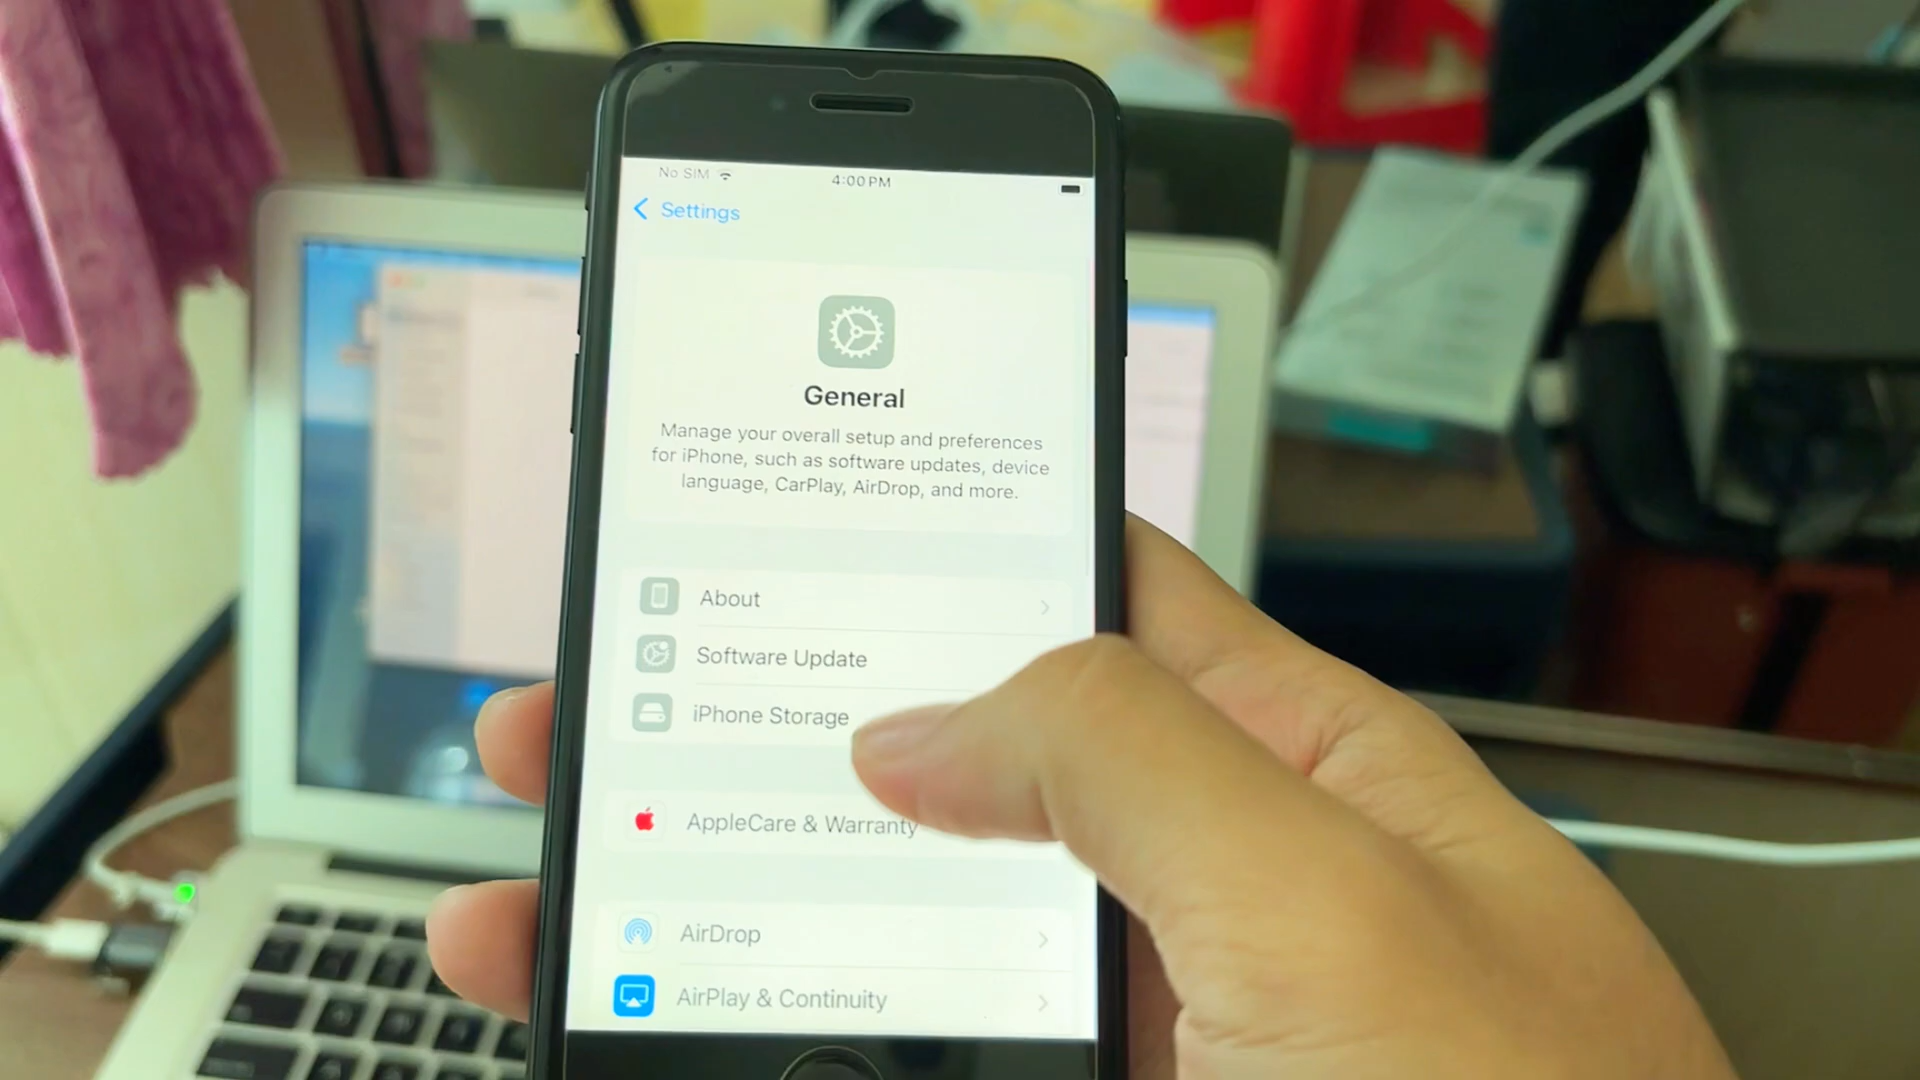 No SIM
4:00 PM
Settings
General
Manage your overall setup and preferences
for iPhone, such as software updates, device
language, CarPlay, AirDrop, and more.
About
Software Update
iPhone Storage
AppleCare & Warranty
AirDrop
AirPlay & Continuity